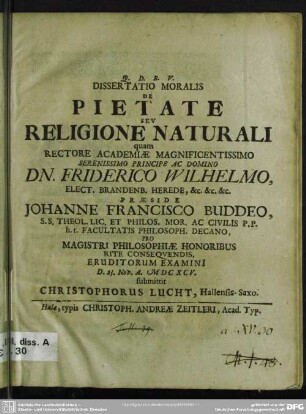 Q. D. B. V.
DISSERTATIO MORALIS
DE
PIETATE
SEV
RELIGIONE NATURALI
quam
RECTORE ACADEMIÆ MAGNIFICENTISSIMO
SERENISSIMO PRINCIPE AC DOMINO
DN. FRIDERICO WILHELMO,
ELECT. BRANDENB. HEREDE, &c. &c. &c.
PRÆSIDE
JOHANNE FRANCISCO BUDDEO,
S.S. THEOL. LIC. ET PHILOS. MOR. AC CIVILIS P.P.
h.t. FACULTATIS PHILOSOPH. DECANO,
PRO
MAGISTRI PHILOSOPHIÆ HONORIBUS
RITE CONSEQVENDIS,
ERUDITORUM EXAMINI
D. Nov. A. MDCXCV.
submittit
CHRISTOPHORUS LUCHT, Hallensis-Saxo.
Halæ, typis CHRISTOPH. ANDREÆ ZEITLERI, Acad. Typ.
diss. A
30
DFG